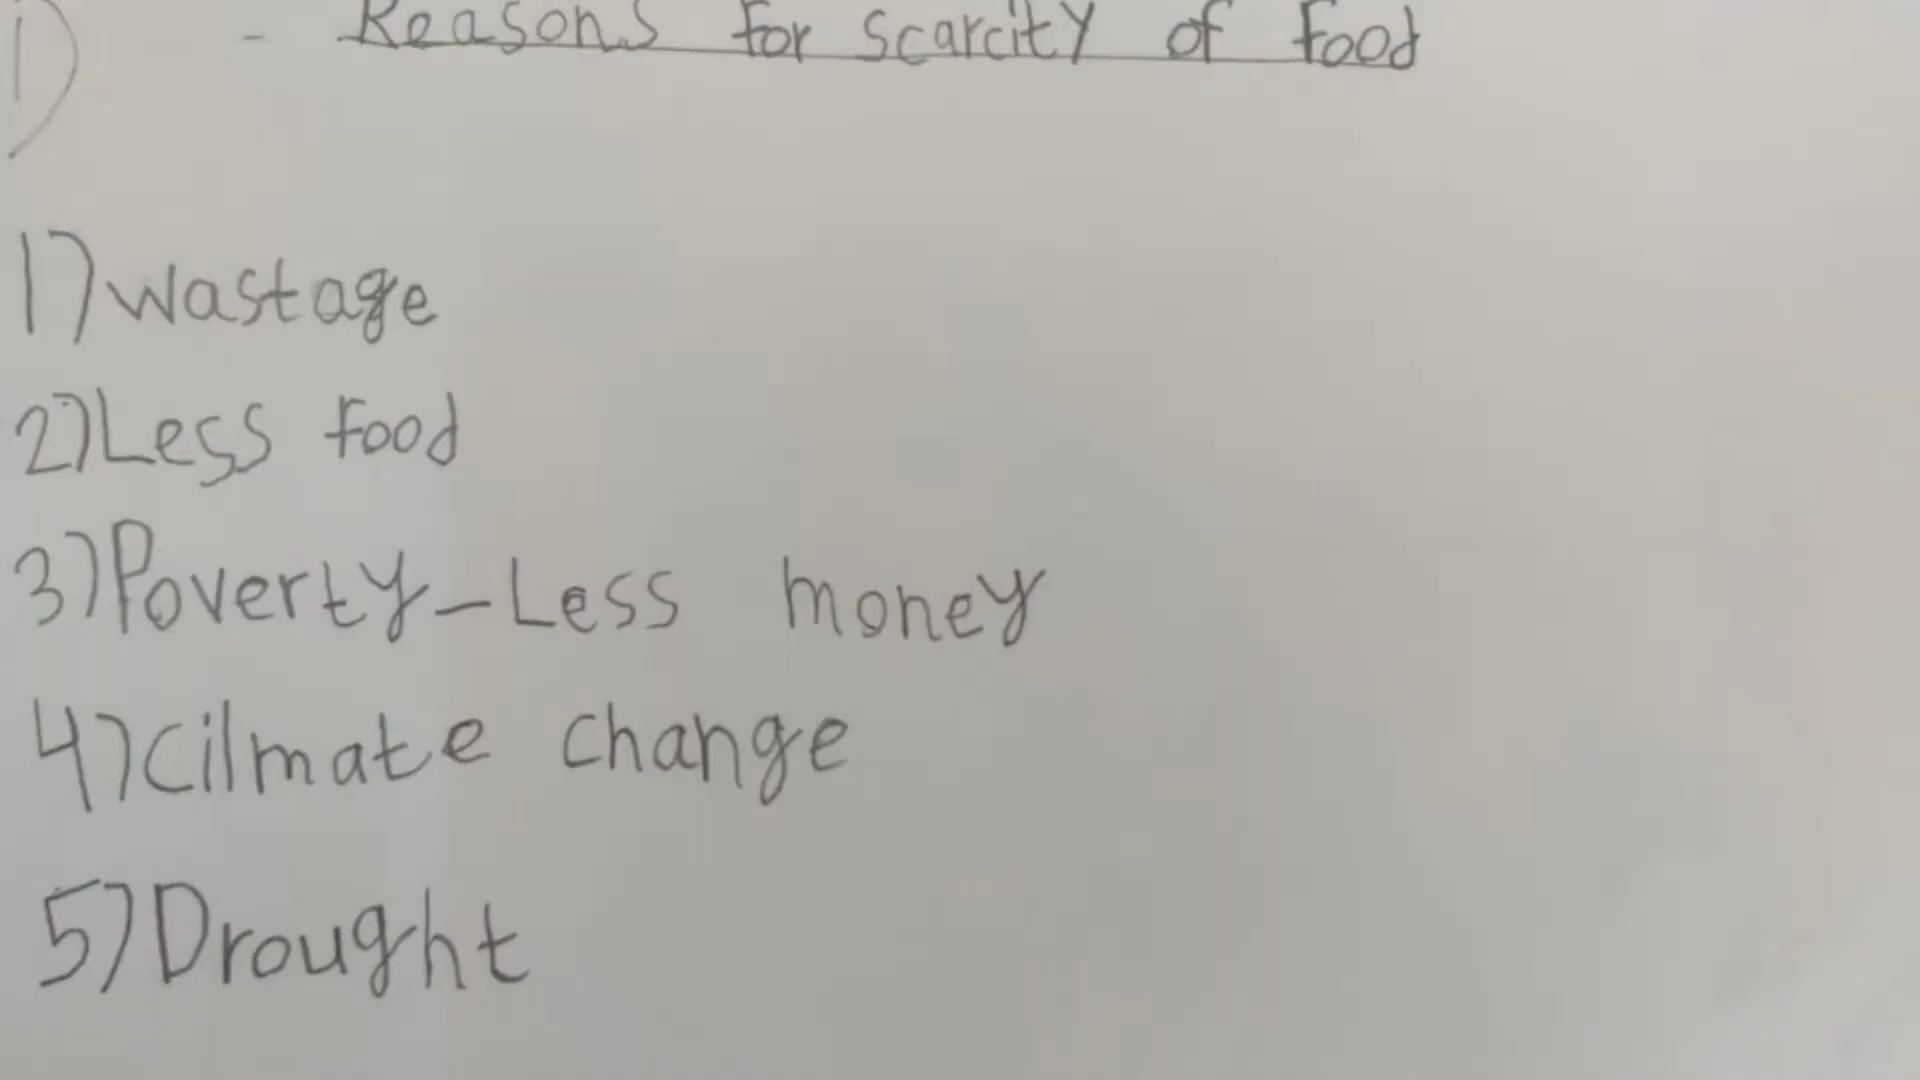 1) - Reasons for scarcity of food
1) wastage
2) Less food
3) Poverty - Less money
4) Cilmate change
5) Drought